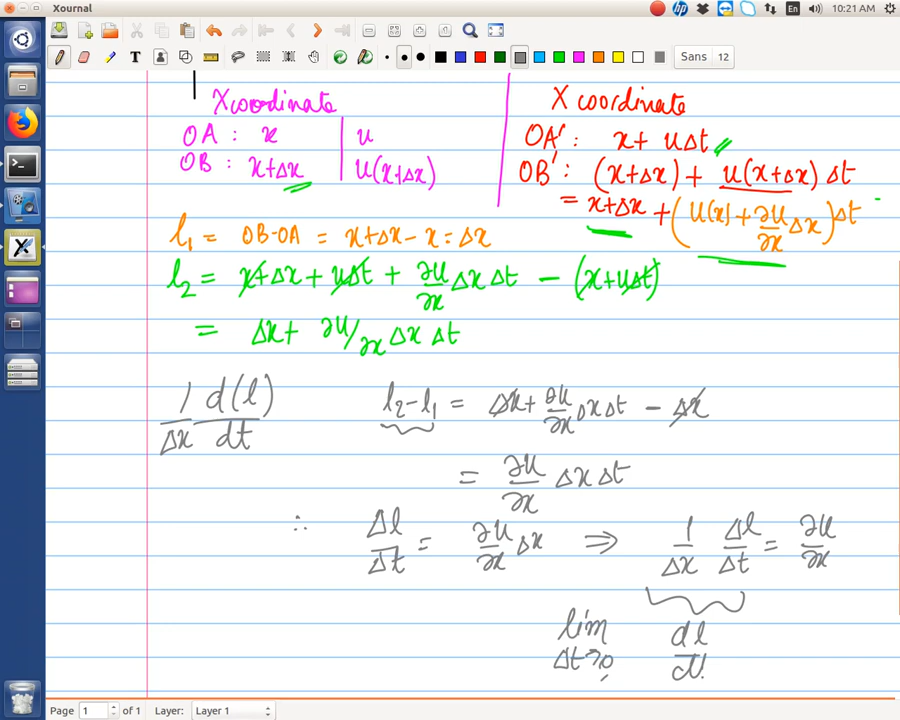 10:21 AM
En
Xournal
Sans 12
X coordinate
OA : x | u
OB : x+Δx | u(x+Δx)
X coordinate
OA' : x + uΔt
OB' : (x+Δx) + u(x+Δx) Δt
= x+Δx + (u(x) + ∂u/∂x Δx) Δt
l₁ = OB-OA = x+Δx-x = Δx
l₂ = x+Δx + uΔt + ∂u/∂x Δx Δt - (x+uΔt)
= Δx + ∂u/∂x Δx Δt
1/Δx d(l)/dt
l₂-l₁ = Δx + ∂u/∂x Δx Δt - Δx
= ∂u/∂x Δx Δt
∴ Δl/Δt = ∂u/∂x Δx ⇒ 1/Δx Δl/Δt = ∂u/∂x
lim Δt→0 dl/dt
Page 1 of 1 Layer: Layer 1